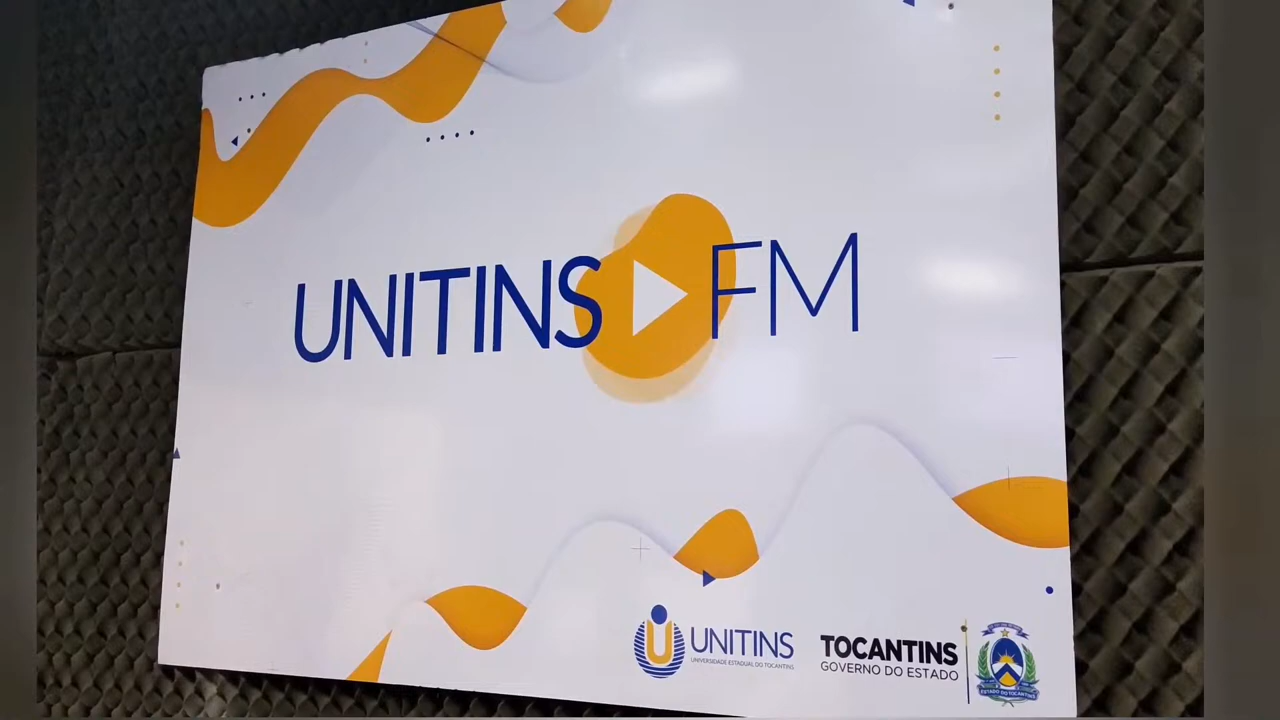 UNITINS FM
UNITINS
UNIVERSIDADE ESTADUAL DO TOCANTINS
TOCANTINS
GOVERNO DO ESTADO
ESTADO DO TOCANTINS